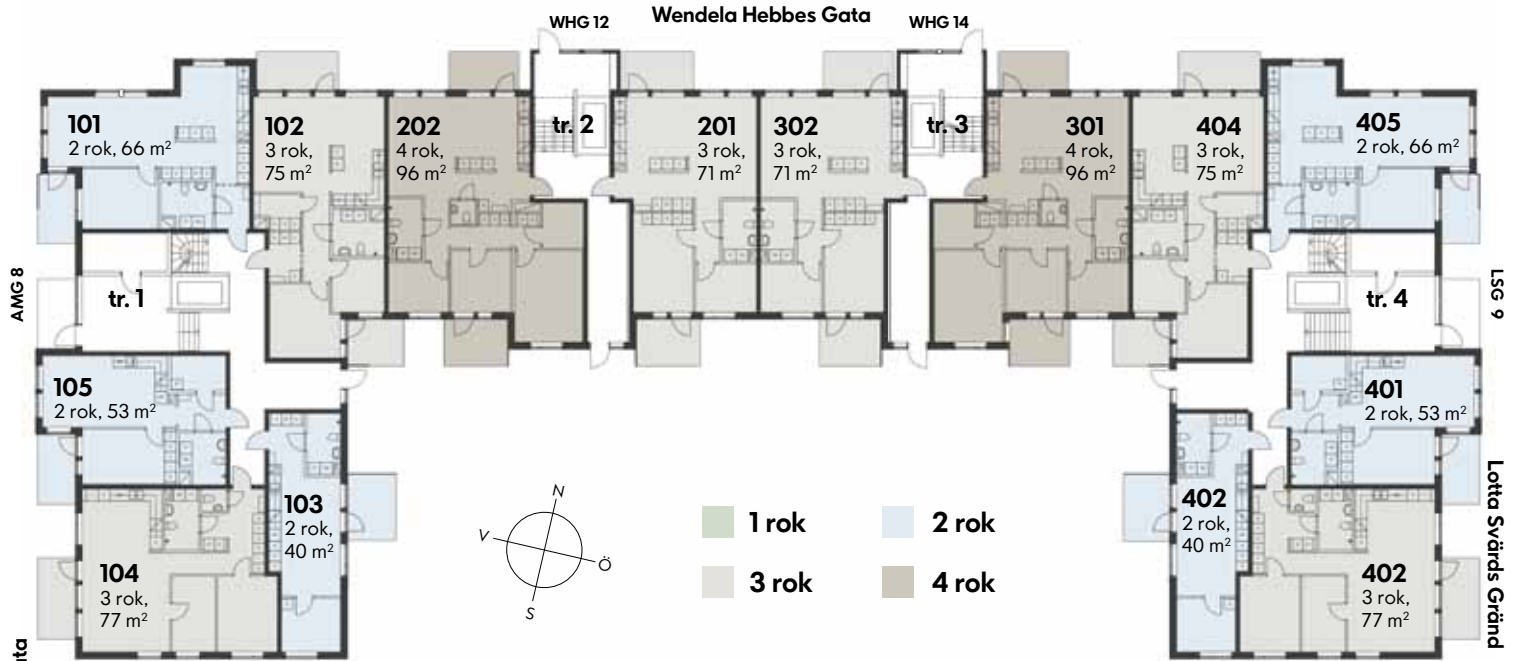 Wendela Hebbes Gata
WHG 12
WHG 14
101
2 rok, 66 m²
102
3 rok,
75 m²
202
4 rok,
96 m²
tr. 2
201
3 rok,
71 m²
302
3 rok,
71 m²
tr. 3
301
4 rok,
96 m²
404
3 rok,
75 m²
405
2 rok, 66 m²
AMG 8
tr. 1
tr. 4
LSG 9
105
2 rok, 53 m²
401
2 rok, 53 m²
103
2 rok,
40 m²
104
3 rok,
77 m²
N
V
Ö
S
1 rok
2 rok
3 rok
4 rok
402
2 rok,
40 m²
402
3 rok,
77 m²
Lotta Svärds Gränd
ata